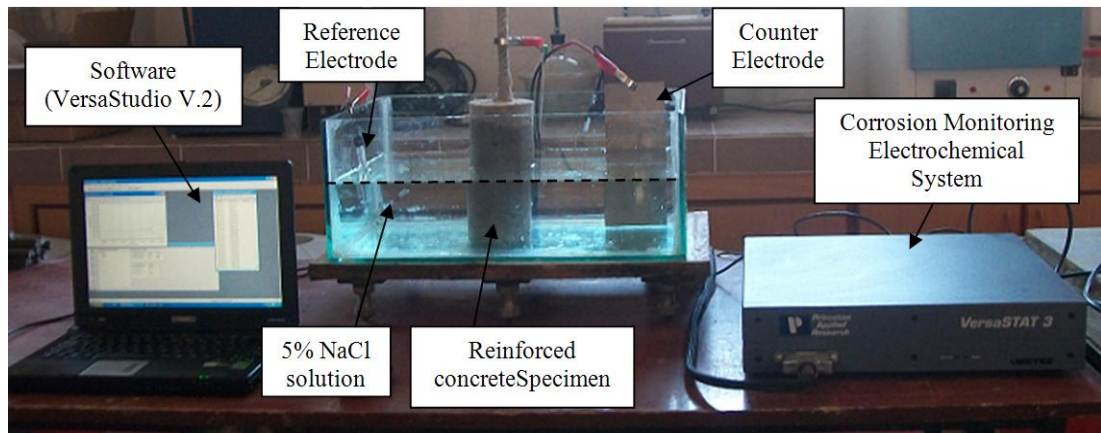 Reference
Electrode
Counter
Electrode
Software
(VersaStudio V.2)
Corrosion Monitoring
Electrochemical
System
5% NaCl
solution
Reinforced
concreteSpecimen
Princeton
Applied
Research
VersaSTAT 3
AMETEK